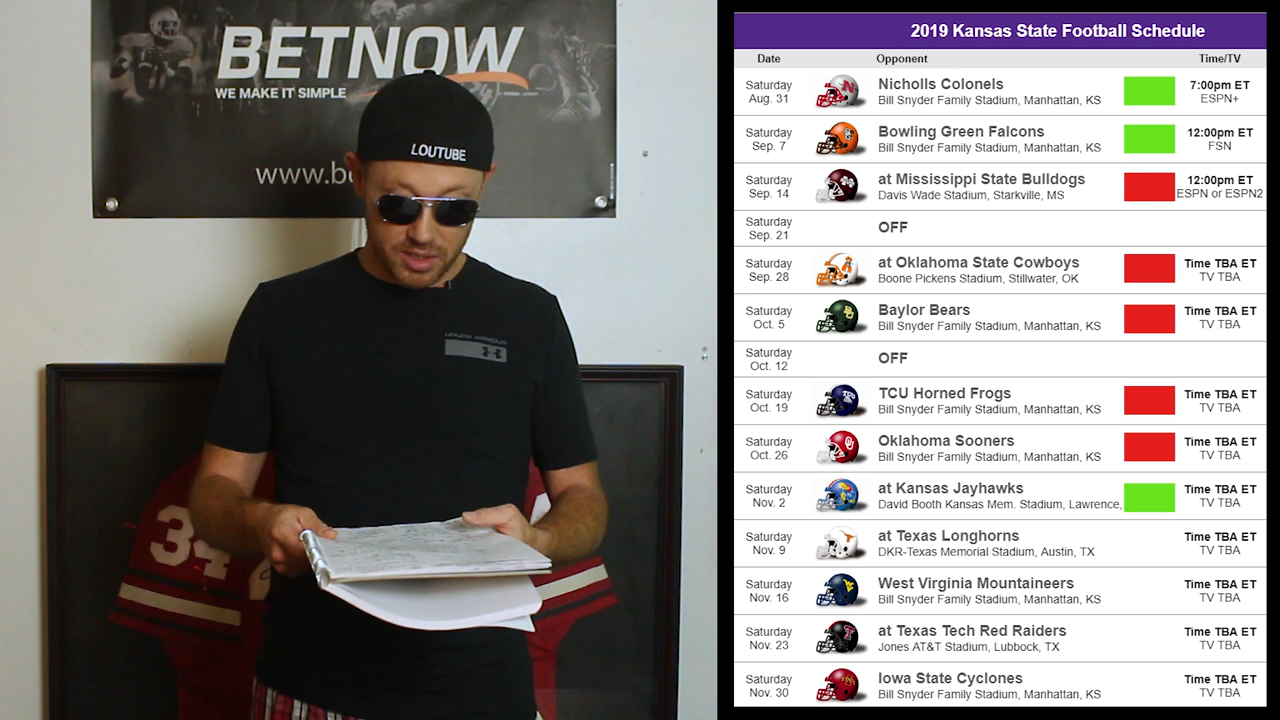 BETNOW
WE MAKE IT SIMPLE
LOUTUBE
UNDER ARMOUR
34
2019 Kansas State Football Schedule
Date Opponent Time/TV
Saturday Nicholls Colonels 7:00pm ET
Aug. 31 Bill Snyder Family Stadium, Manhattan, KS ESPN+
Saturday Bowling Green Falcons 12:00pm ET
Sep. 7 Bill Snyder Family Stadium, Manhattan, KS FSN
Saturday at Mississippi State Bulldogs 12:00pm ET
Sep. 14 Davis Wade Stadium, Starkville, MS ESPN or ESPN2
Saturday OFF
Sep. 21
Saturday at Oklahoma State Cowboys Time TBA ET
Sep. 28 Boone Pickens Stadium, Stillwater, OK TV TBA
Saturday Baylor Bears Time TBA ET
Oct. 5 Bill Snyder Family Stadium, Manhattan, KS TV TBA
Saturday OFF
Oct. 12
Saturday TCU Horned Frogs Time TBA ET
Oct. 19 Bill Snyder Family Stadium, Manhattan, KS TV TBA
Saturday Oklahoma Sooners Time TBA ET
Oct. 26 Bill Snyder Family Stadium, Manhattan, KS TV TBA
Saturday at Kansas Jayhawks Time TBA ET
Nov. 2 David Booth Kansas Mem. Stadium, Lawrence, TV TBA
Saturday at Texas Longhorns Time TBA ET
Nov. 9 DKR-Texas Memorial Stadium, Austin, TX TV TBA
Saturday West Virginia Mountaineers Time TBA ET
Nov. 16 Bill Snyder Family Stadium, Manhattan, KS TV TBA
Saturday at Texas Tech Red Raiders Time TBA ET
Nov. 23 Jones AT&T Stadium, Lubbock, TX TV TBA
Saturday Iowa State Cyclones Time TBA ET
Nov. 30 Bill Snyder Family Stadium, Manhattan, KS TV TBA